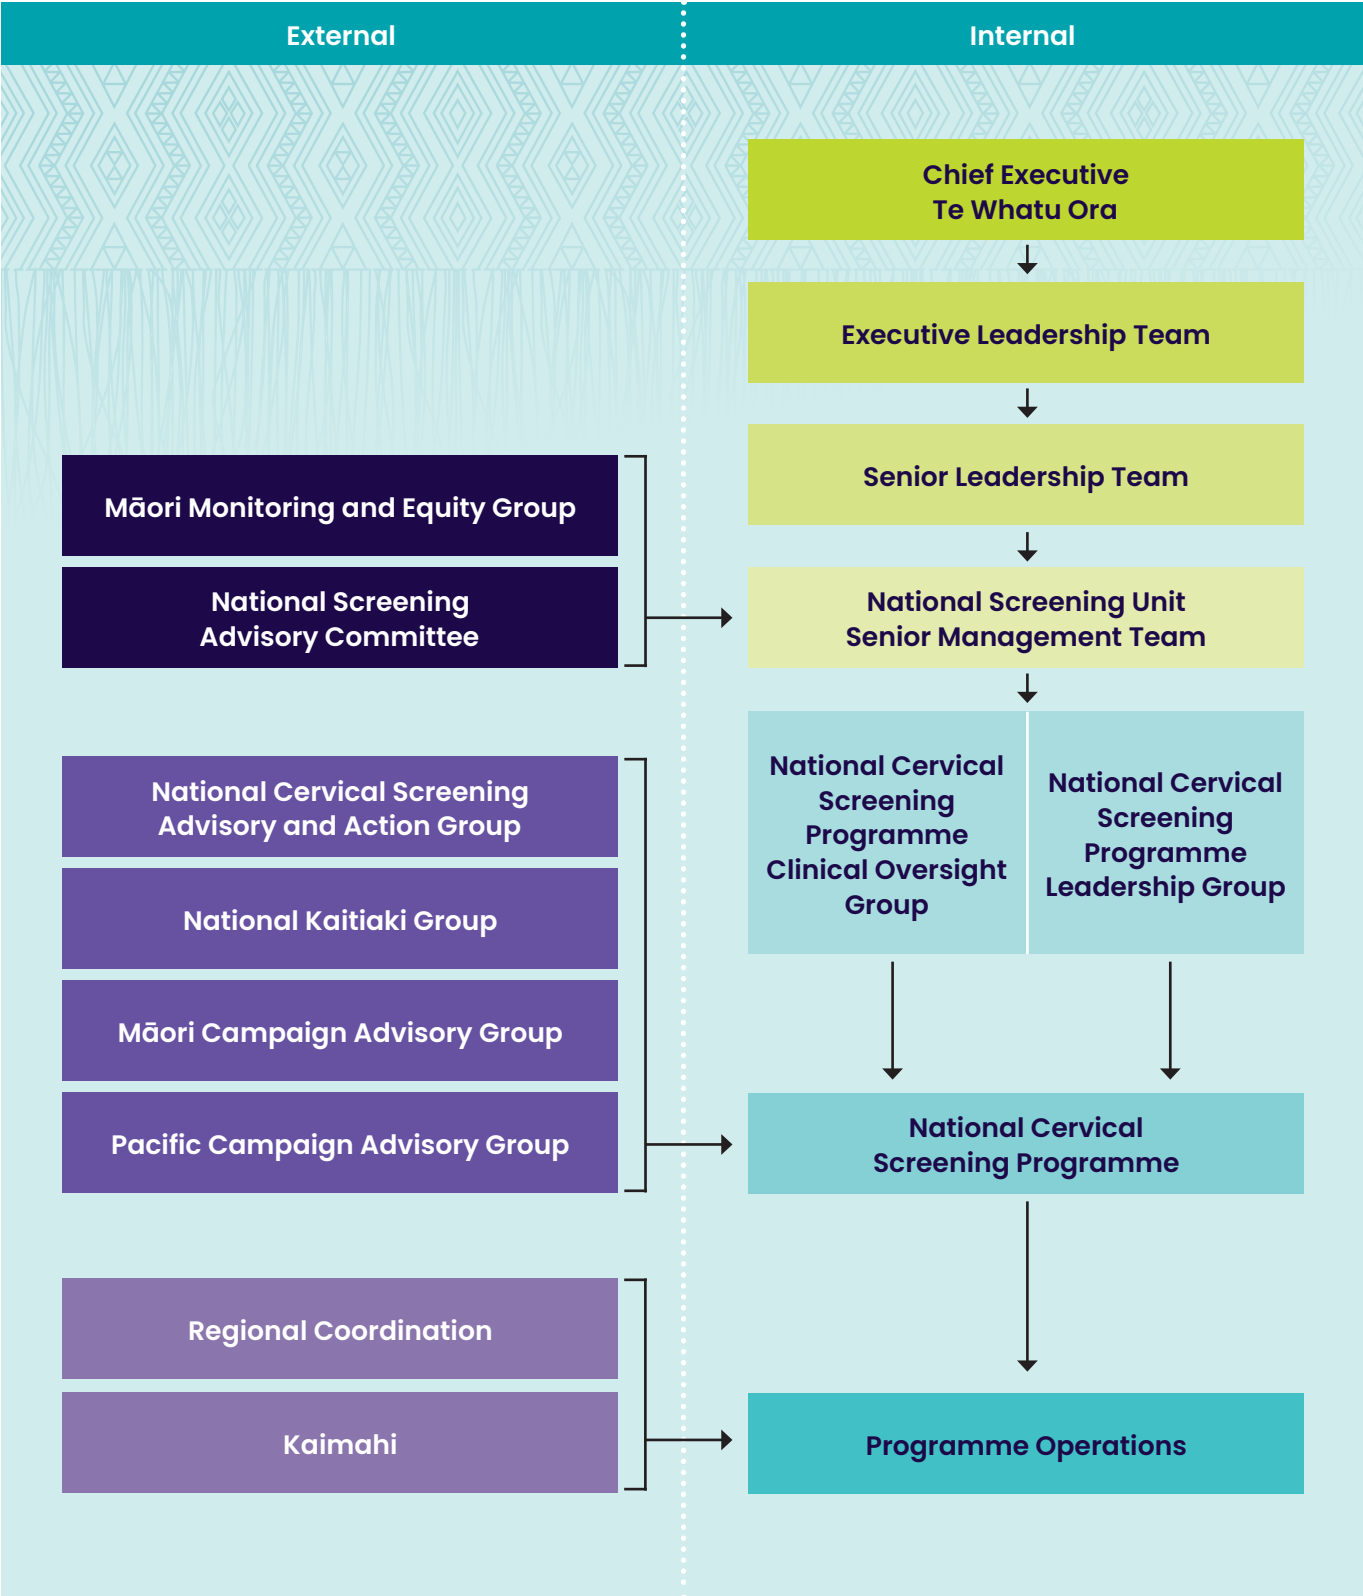 External
Internal
Chief Executive
Te Whatu Ora
Executive Leadership Team
Senior Leadership Team
Māori Monitoring and Equity Group
National Screening
Advisory Committee
National Screening Unit
Senior Management Team
National Cervical Screening
Advisory and Action Group
National Kaitiaki Group
Māori Campaign Advisory Group
Pacific Campaign Advisory Group
National Cervical
Screening
Programme
Clinical Oversight
Group
National Cervical
Screening
Programme
Leadership Group
National Cervical
Screening Programme
Regional Coordination
Kaimahi
Programme Operations